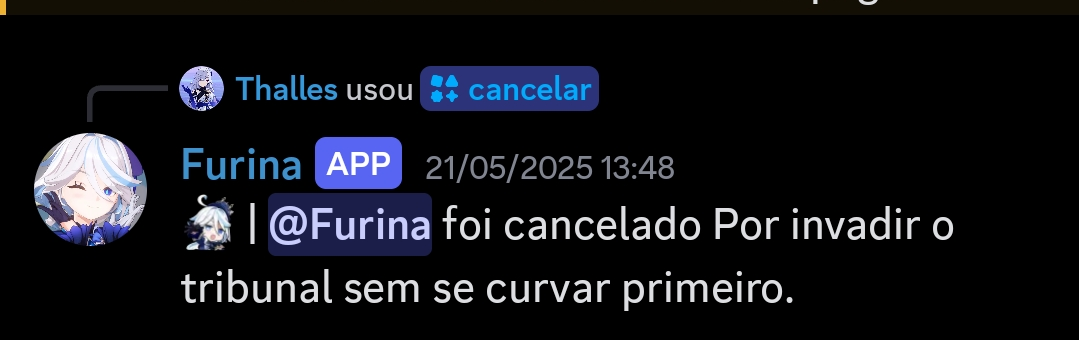 Thalles usou cancelar
Furina APP 21/05/2025 13:48
| @Furina foi cancelado Por invadir o
tribunal sem se curvar primeiro.